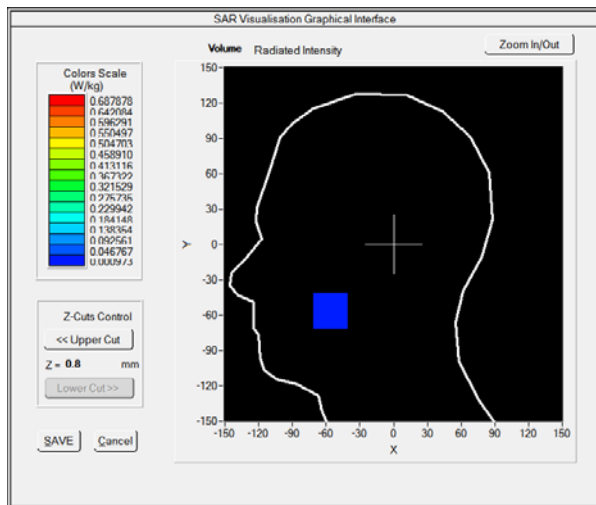 SAR Visualisation Graphical Interface
Volume Radiated Intensity
Zoom In/Out
Colors Scale
(W/kg)
0.687878
0.642084
0.596291
0.550497
0.504703
0.458910
0.413116
0.367322
0.321529
0.275735
0.229942
0.184148
0.138354
0.092561
0.046767
0.000973
Z-Cuts Control
<< Upper Cut
Z = 0.8 mm
Lower Cut >>
SAVE Cancel
150
120
90
60
30
0
-30
-60
-90
-120
-150
Y
-150 -120 -90 -60 -30 0 30 60 90 120 150
X